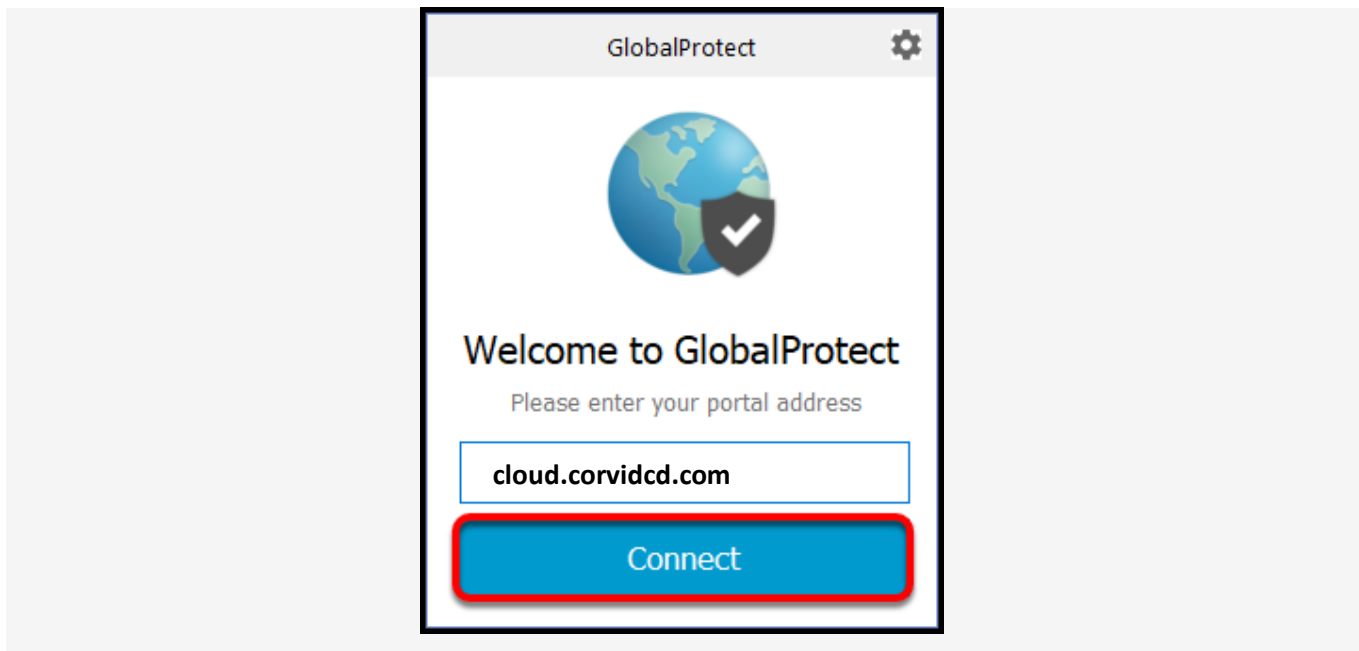 GlobalProtect
Welcome to GlobalProtect
Please enter your portal address
cloud.corvidcd.com
Connect